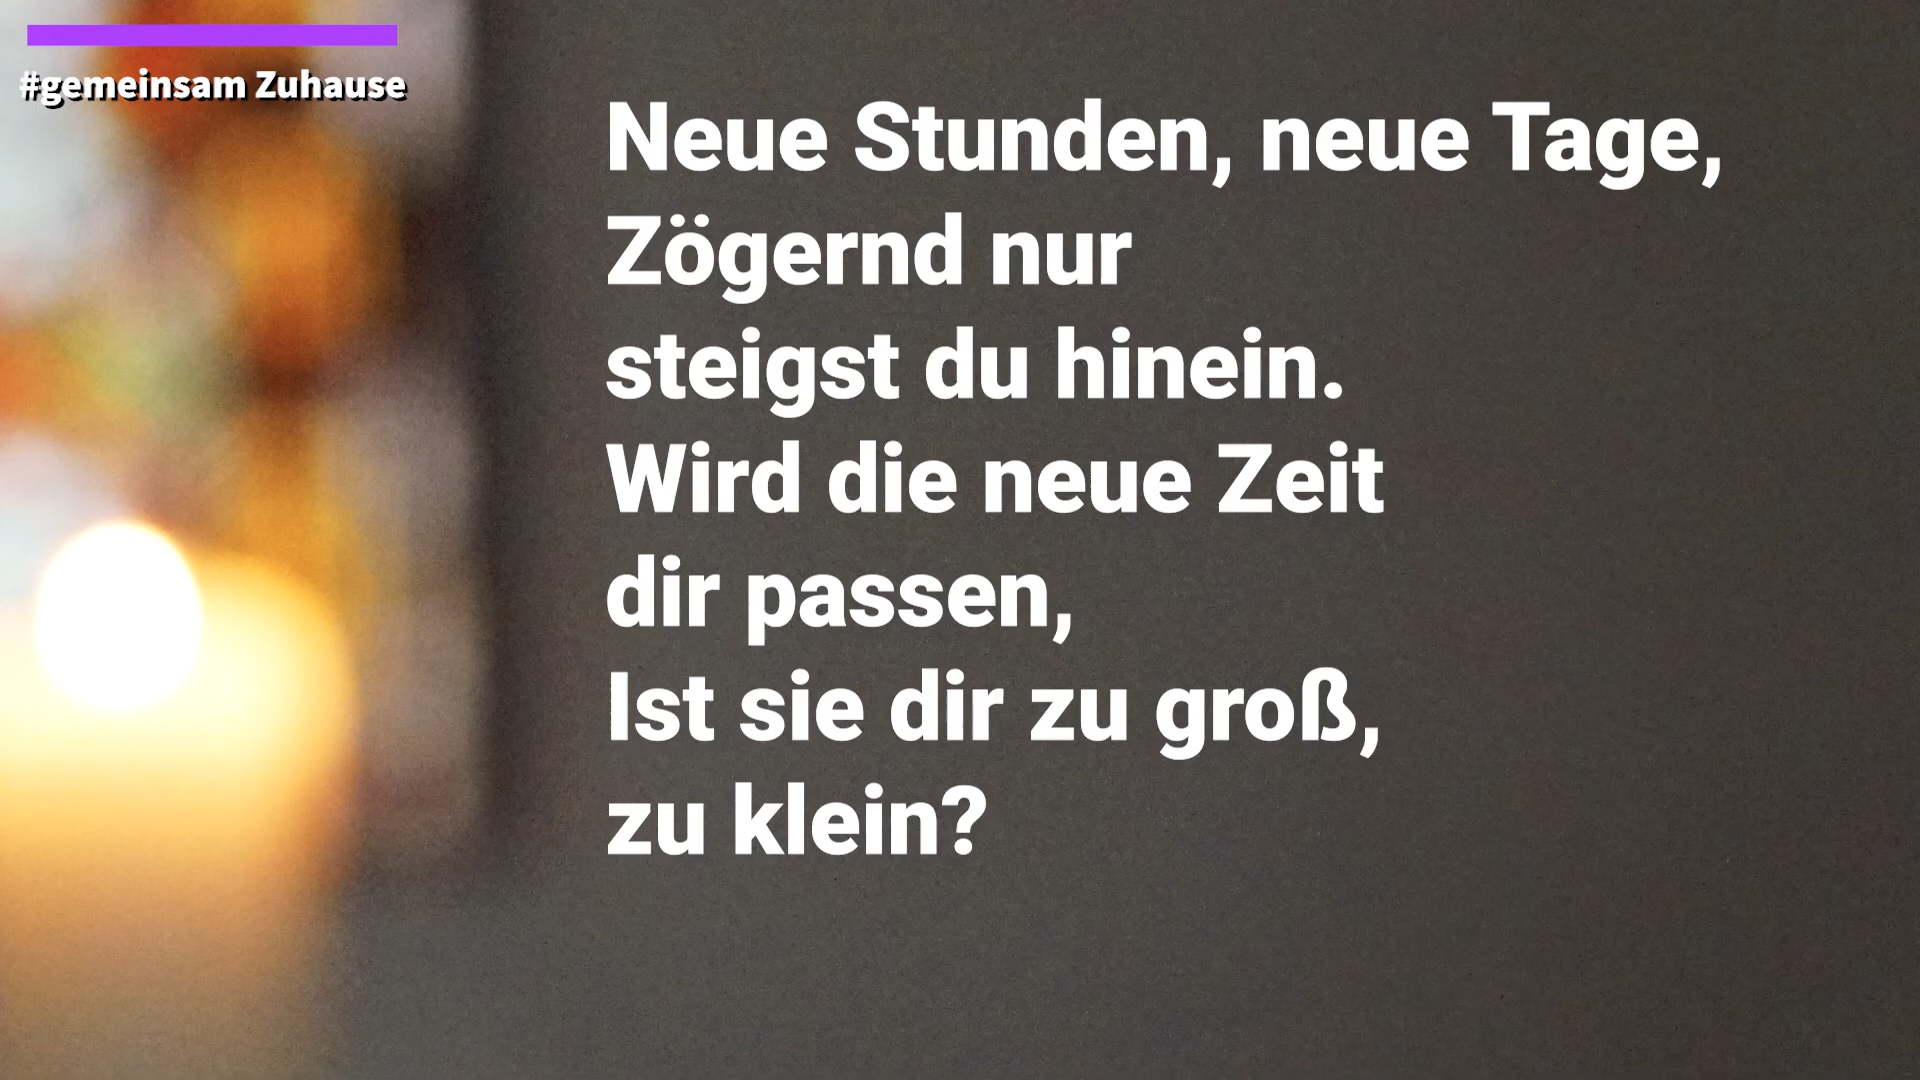 #gemeinsam Zuhause
Neue Stunden, neue Tage,
Zögernd nur
steigst du hinein.
Wird die neue Zeit
dir passen,
Ist sie dir zu groß,
zu klein?